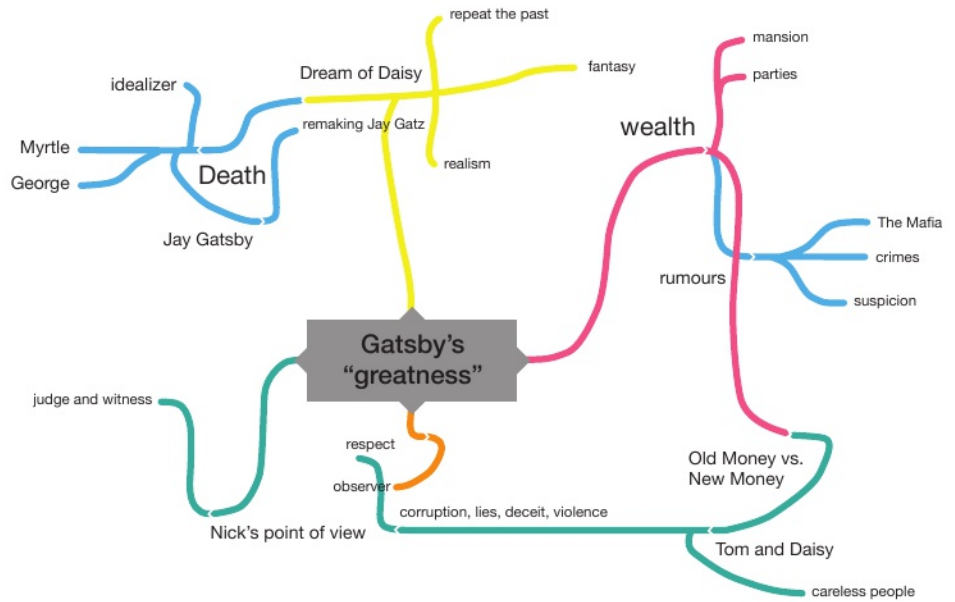 repeat the past
mansion
Dream of Daisy
fantasy
parties
idealizer
remaking Jay Gatz
wealth
Myrtle
realism
Death
George
The Mafia
Jay Gatsby
crimes
rumours
suspicion
Gatsby’s
“greatness”
judge and witness
respect
Old Money vs.
New Money
observer
corruption, lies, deceit, violence
Nick’s point of view
Tom and Daisy
careless people